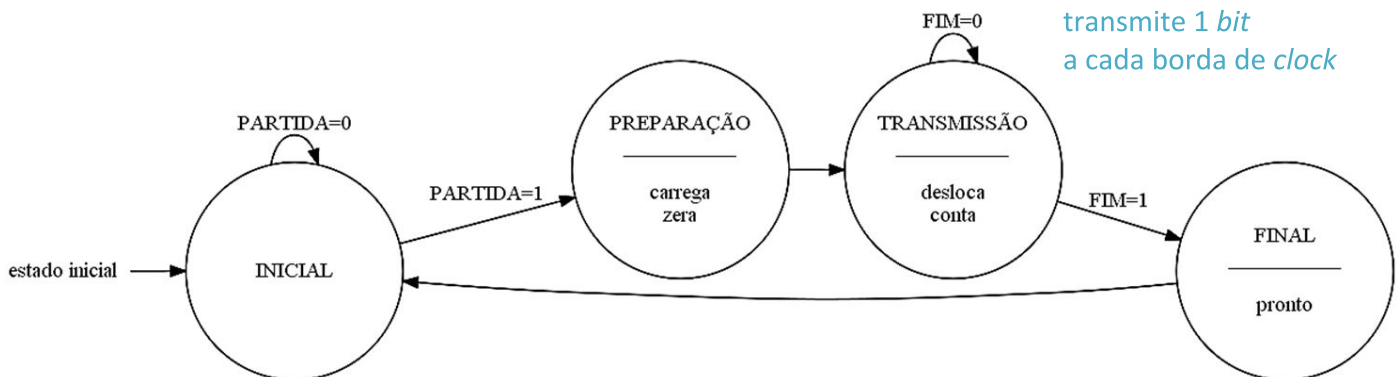 FIM=0
transmite 1 bit
a cada borda de clock
PARTIDA=0
PREPARAÇÃO
TRANSMISSÃO
PARTIDA=1
carrega
zera
desloca
conta
FIM=1
FINAL
estado inicial
INICIAL
pronto